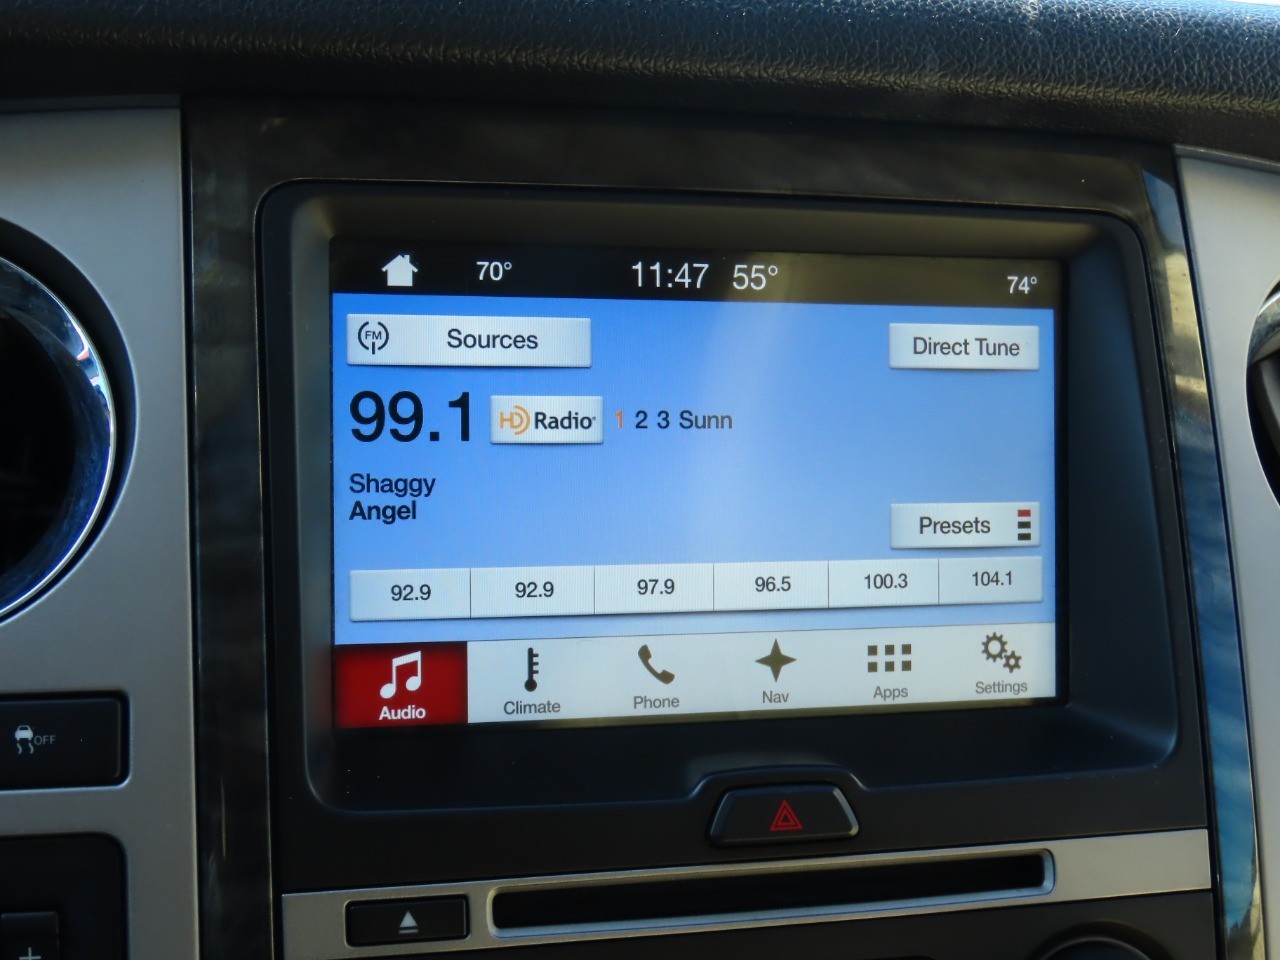 70° 11:47 55° 74°
FM Sources Direct Tune
99.1 HD Radio 1 2 3 Sunn
Shaggy
Angel
Presets
92.9 92.9 97.9 96.5 100.3 104.1
Audio Climate Phone Nav Apps Settings
OFF
+